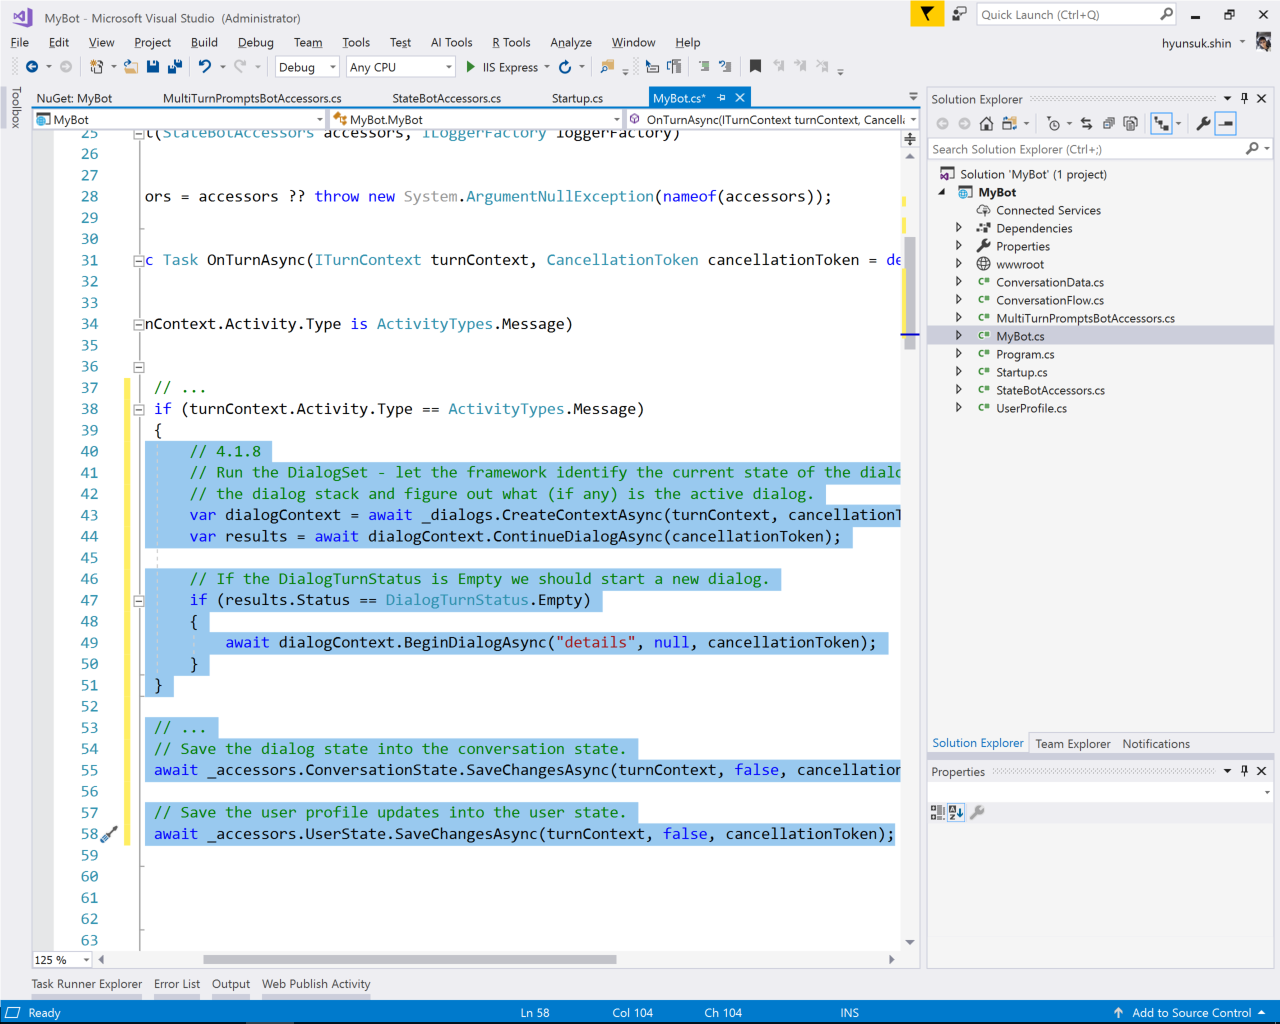 MyBot - Microsoft Visual Studio (Administrator)
Quick Launch (Ctrl+Q)
File Edit View Project Build Debug Team Tools Test AI Tools R Tools Analyze Window Help
hyunsuk.shin
Debug Any CPU IIS Express
Toolbox
NuGet: MyBot MultiTurnPromptsBotAccessors.cs StateBotAccessors.cs Startup.cs MyBot.cs*
MyBot MyBot.MyBot OnTurnAsync(ITurnContext turnContext, Cancella
25 t(StateBotAccessors accessors, ILoggerFactory loggerFactory)
26
27
28 ors = accessors ?? throw new System.ArgumentNullException(nameof(accessors));
29
30
31 c Task OnTurnAsync(ITurnContext turnContext, CancellationToken cancellationToken = de
32
33
34 nContext.Activity.Type is ActivityTypes.Message)
35
36
37 // ...
38 if (turnContext.Activity.Type == ActivityTypes.Message)
39 {
40 // 4.1.8
41 // Run the DialogSet - let the framework identify the current state of the dialo
42 // the dialog stack and figure out what (if any) is the active dialog.
43 var dialogContext = await _dialogs.CreateContextAsync(turnContext, cancellationT
44 var results = await dialogContext.ContinueDialogAsync(cancellationToken);
45
46 // If the DialogTurnStatus is Empty we should start a new dialog.
47 if (results.Status == DialogTurnStatus.Empty)
48 {
49 await dialogContext.BeginDialogAsync("details", null, cancellationToken);
50 }
51 }
52
53 // ...
54 // Save the dialog state into the conversation state.
55 await _accessors.ConversationState.SaveChangesAsync(turnContext, false, cancellation
56
57 // Save the user profile updates into the user state.
58 await _accessors.UserState.SaveChangesAsync(turnContext, false, cancellationToken);
59
60
61
62
63
125 %
Solution Explorer
Search Solution Explorer (Ctrl+;)
Solution 'MyBot' (1 project)
MyBot
Connected Services
Dependencies
Properties
wwwroot
C# ConversationData.cs
C# ConversationFlow.cs
C# MultiTurnPromptsBotAccessors.cs
C# MyBot.cs
C# Program.cs
C# Startup.cs
C# StateBotAccessors.cs
C# UserProfile.cs
Solution Explorer Team Explorer Notifications
Properties
Task Runner Explorer Error List Output Web Publish Activity
Ready Ln 58 Col 104 Ch 104 INS Add to Source Control